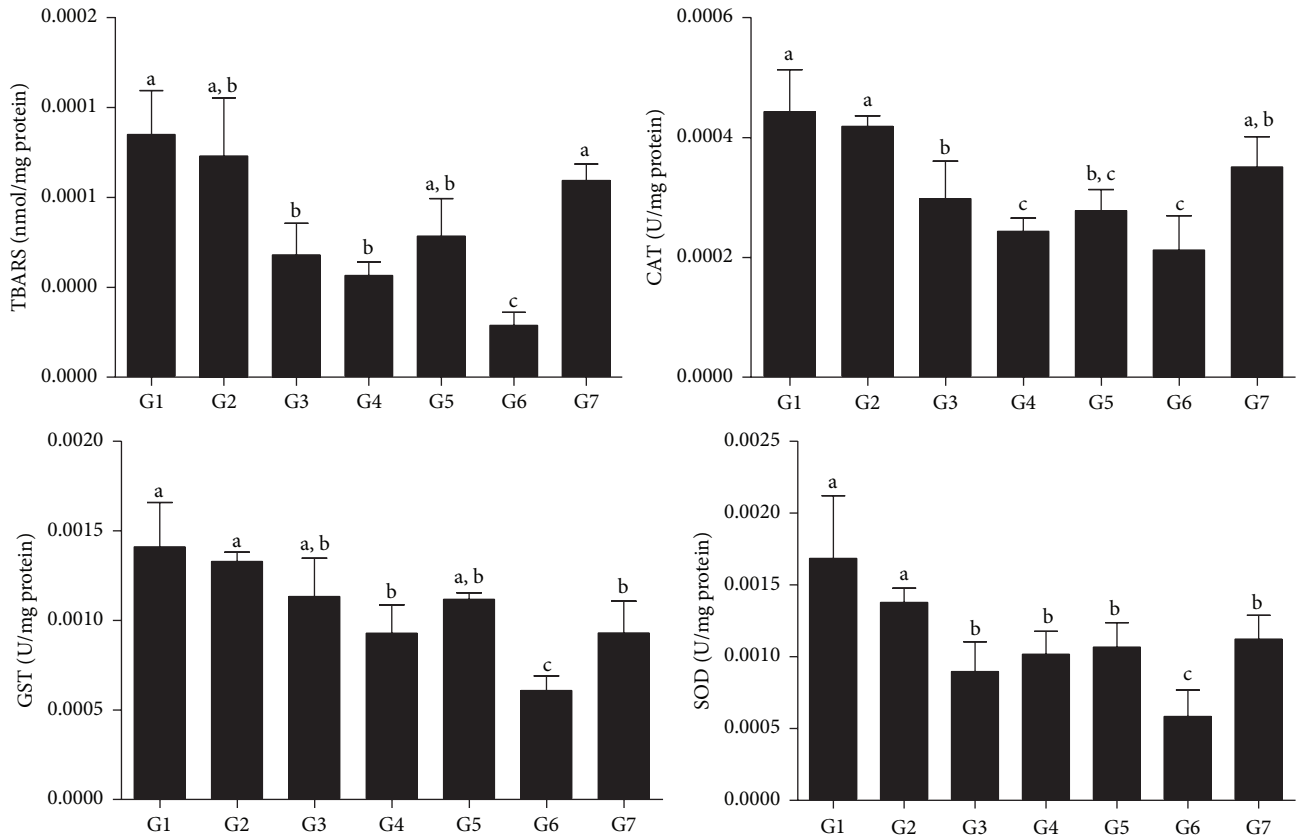 TBARS (nmol/mg protein)
0.0002
0.0001
0.0001
0.0000
0.0000
a
a, b
b
b
a, b
c
a
G1 G2 G3 G4 G5 G6 G7
CAT (U/mg protein)
0.0006
0.0004
0.0002
0.0000
a
a
b
c
b, c
c
a, b
G1 G2 G3 G4 G5 G6 G7
GST (U/mg protein)
0.0020
0.0015
0.0010
0.0005
0.0000
a
a
a, b
b
a, b
c
b
G1 G2 G3 G4 G5 G6 G7
SOD (U/mg protein)
0.0025
0.0020
0.0015
0.0010
0.0005
0.0000
a
a
b
b
b
c
b
G1 G2 G3 G4 G5 G6 G7